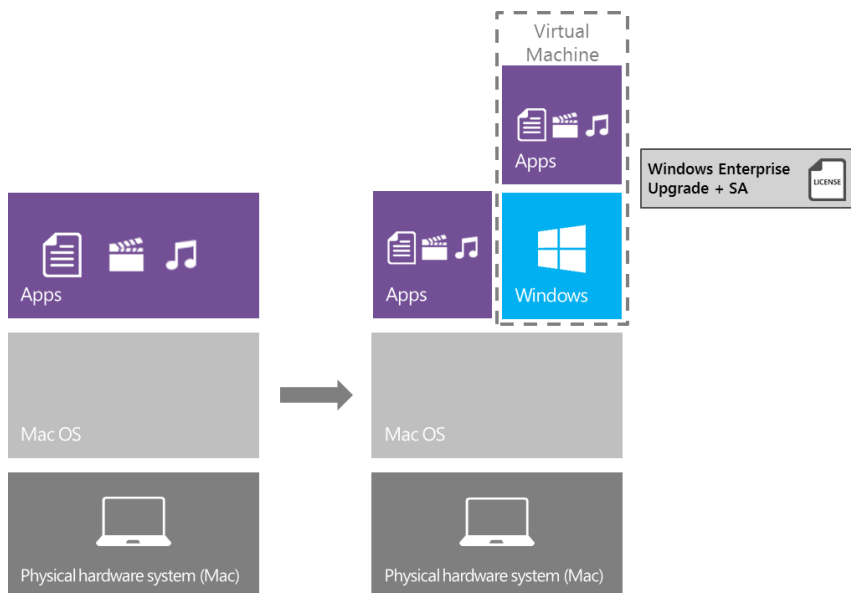 Virtual
Machine
Apps
Windows Enterprise
Upgrade + SA
LICENSE
Apps
Apps
Windows
Mac OS
Mac OS
Physical hardware system (Mac)
Physical hardware system (Mac)